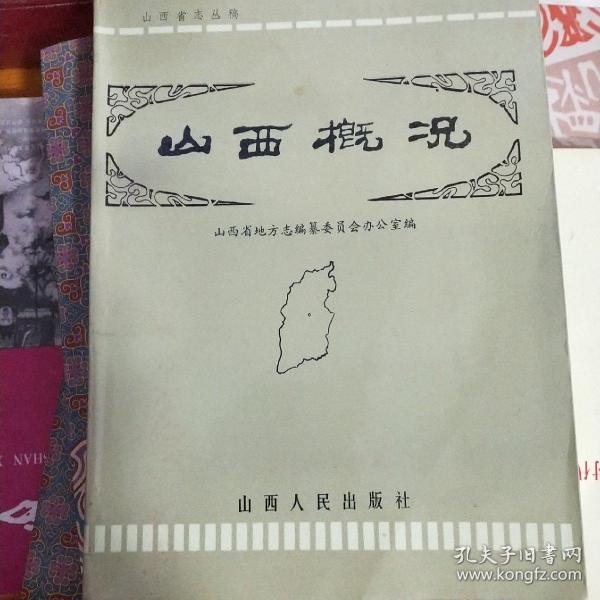 山西省志丛稿
山西概况
山西省地方志编纂委员会办公室编
山西人民出版社
SHAN X
孔夫子旧书网
www.kongfz.com